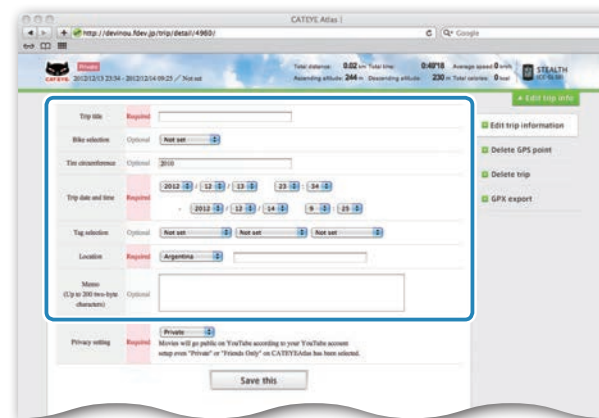 CATEYE Atlas |
http://devinou.fdev.jp/trip/detail/4960/
C
Q▾ Google
Private
CATEYE 2012/12/13 23:34 - 2012/12/14 09:25 / Not set
Total distance: 0.02 km Total time: 0:49'18 Average speed 0 km/h
Ascending altitude: 244 m Descending altitude: 230 m Total calories: 0 kcal
STEALTH
Edit trip info
Trip title Required
Bike selection Optional Not set
Tire circumference Optional 2010
Trip date and time Required 2012 / 12 / 13 23 : 34
- 2012 / 12 / 14 9 : 25
Tag selection Optional Not set Not set Not set
Location Required Argentina
Memo
(Up to 200 two-byte
characters)
Optional
Privacy setting Required Private
Movies will go public on YouTube according to your YouTube account
setup even "Private" or "Friends Only" on CATEYEAtlas has been selected.
Save this
Edit trip information
Delete GPS point
Delete trip
GPX export